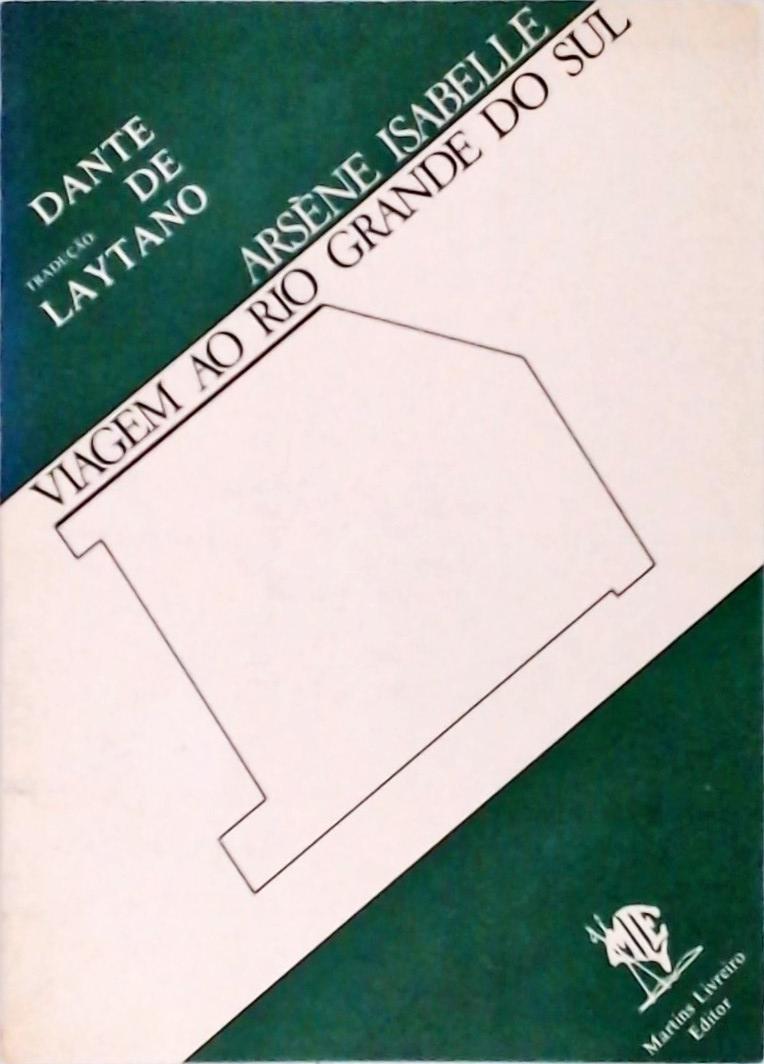 DANTE
DE
TRADUÇÃO:
LAYTANO
ARSÈNE ISABELLE
VIAGEM AO RIO GRANDE DO SUL
MLE
Martins Livreiro
Editor